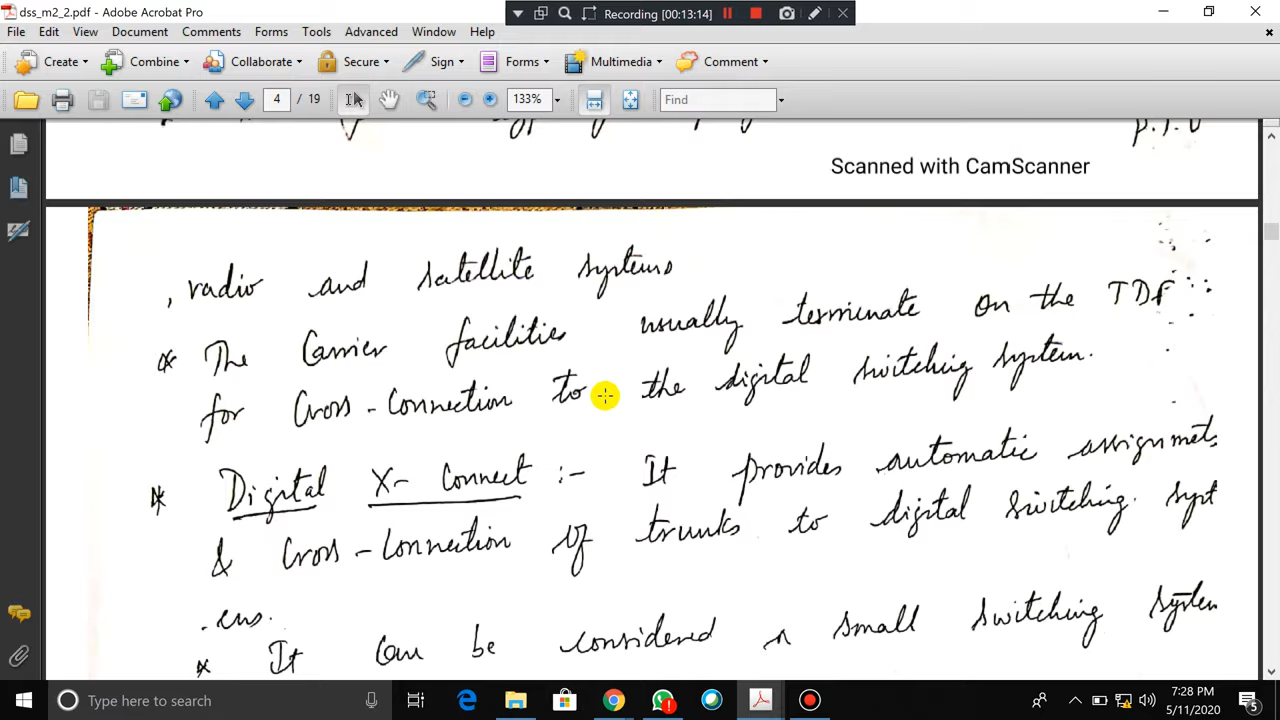 dss_m2_2.pdf - Adobe Acrobat Pro
Recording [00:13:14]
File Edit View Document Comments Forms Tools Advanced Window Help
Create Combine Collaborate Secure Sign Forms Multimedia Comment
4 / 19 133% Find
P.T.O
Scanned with CamScanner
, radio and satellite systems
* The Carrier facilities usually terminate on the TDF
for Cross-Connection to the digital switching system.
* Digital X-Connect :- It provides automatic assignmet
& Cross-Connection of trunks to digital switching syst
.ems.
* It Can be considered a small switching system
Type here to search
7:28 PM
5/11/2020
5